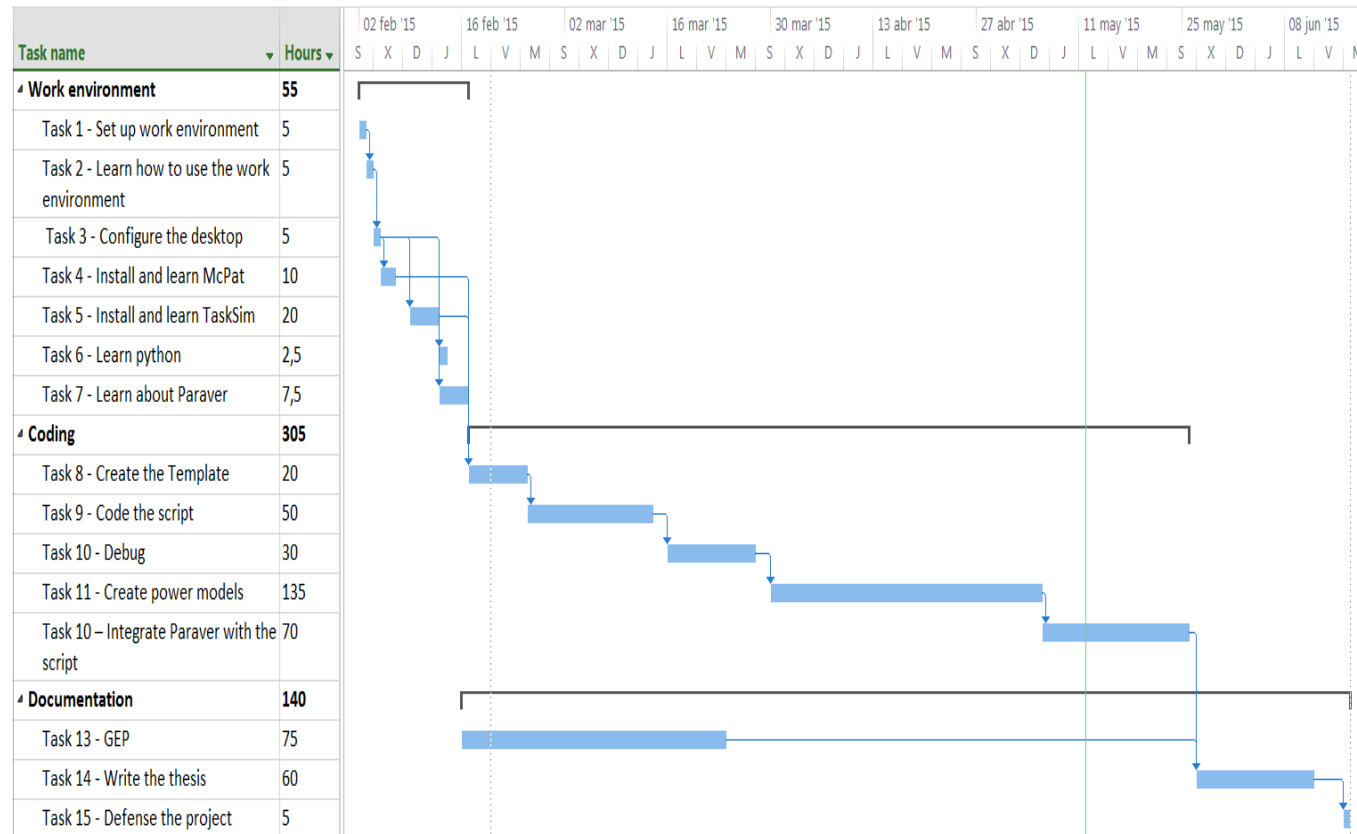 02 feb '15 16 feb '15 02 mar '15 16 mar '15 30 mar '15 13 abr '15 27 abr '15 11 may '15 25 may '15 08 jun '15
Task name Hours S X D J L V M S X D J L V M S X D J L V M S X D J L V M S X D J L V M
Work environment 55
Task 1 - Set up work environment 5
Task 2 - Learn how to use the work 5
environment
Task 3 - Configure the desktop 5
Task 4 - Install and learn McPat 10
Task 5 - Install and learn TaskSim 20
Task 6 - Learn python 2,5
Task 7 - Learn about Paraver 7,5
Coding 305
Task 8 - Create the Template 20
Task 9 - Code the script 50
Task 10 - Debug 30
Task 11 - Create power models 135
Task 10 – Integrate Paraver with the 70
script
Documentation 140
Task 13 - GEP 75
Task 14 - Write the thesis 60
Task 15 - Defense the project 5